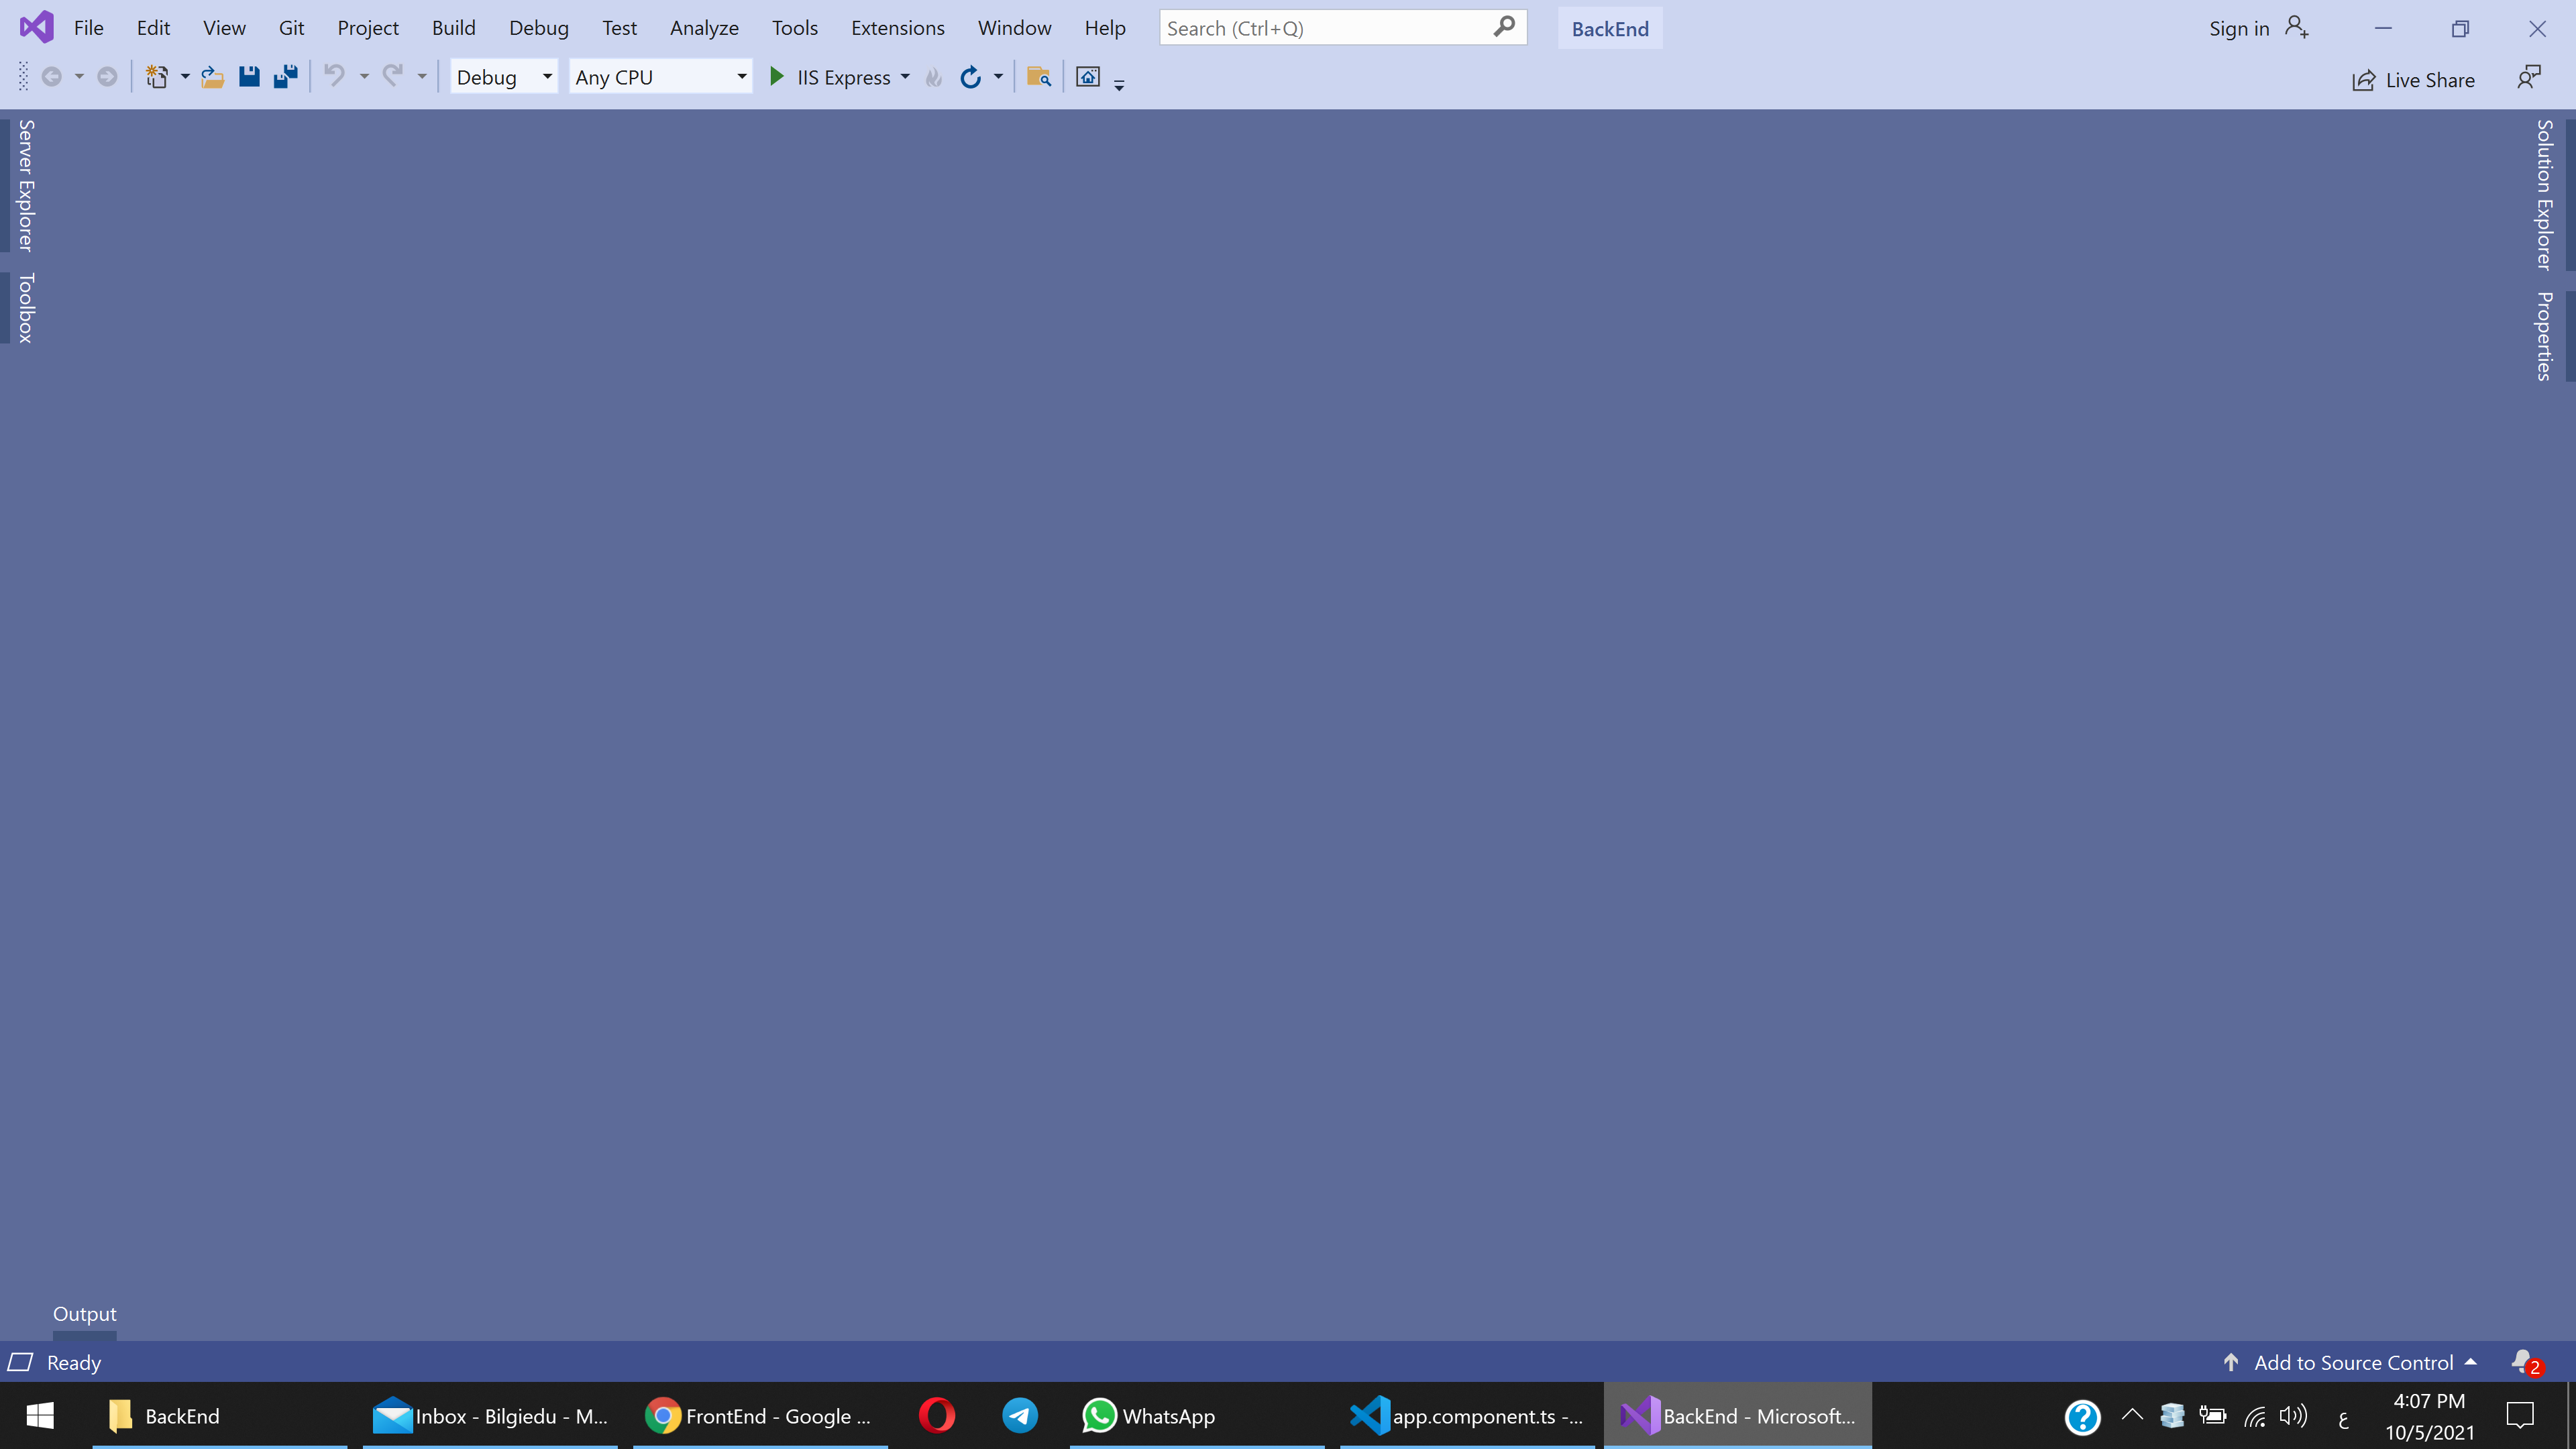 File Edit View Git Project Build Debug Test Analyze Tools Extensions Window Help Search (Ctrl+Q) BackEnd Sign in
Debug Any CPU IIS Express Live Share
Server Explorer
Toolbox
Solution Explorer
Properties
Output
Ready Add to Source Control 2
BackEnd Inbox - Bilgiedu - M... FrontEnd - Google ... WhatsApp app.component.ts -... BackEnd - Microsoft... ع 4:07 PM
10/5/2021